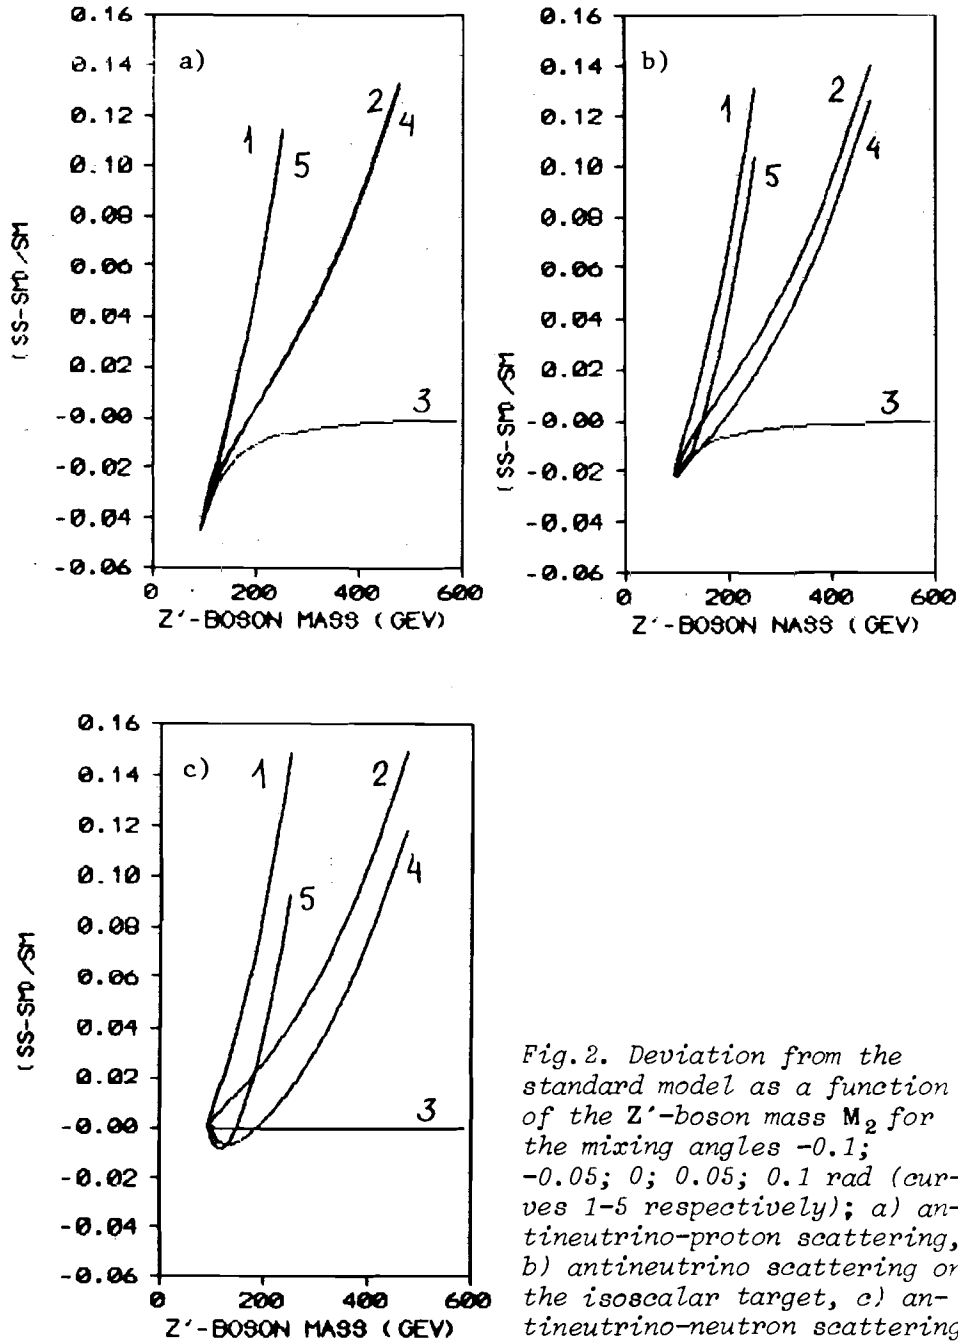 a)
0.16
0.14
0.12
0.10
0.08
0.06
0.04
0.02
-0.00
-0.02
-0.04
-0.06
(SS-SM)/SM
1
5
2
4
3
0 200 400 600
Z´-BOSON MASS (GEV)
b)
0.16
0.14
0.12
0.10
0.08
0.06
0.04
0.02
-0.00
-0.02
-0.04
-0.06
(SS-SM)/SM
1
5
2
4
3
0 200 400 600
Z´-BOSON NASS (GEV)
c)
0.16
0.14
0.12
0.10
0.08
0.06
0.04
0.02
-0.00
-0.02
-0.04
-0.06
(SS-SM)/SM
1
5
2
4
3
0 200 400 600
Z´-BOSON MASS (GEV)
Fig.2. Deviation from the
standard model as a function
of the Z´-boson mass M₂ for
the mixing angles -0.1;
-0.05; 0; 0.05; 0.1 rad (cur-
ves 1-5 respectively); a) an-
tineutrino-proton scattering,
b) antineutrino scattering on
the isoscalar target, c) an-
tineutrino-neutron scattering